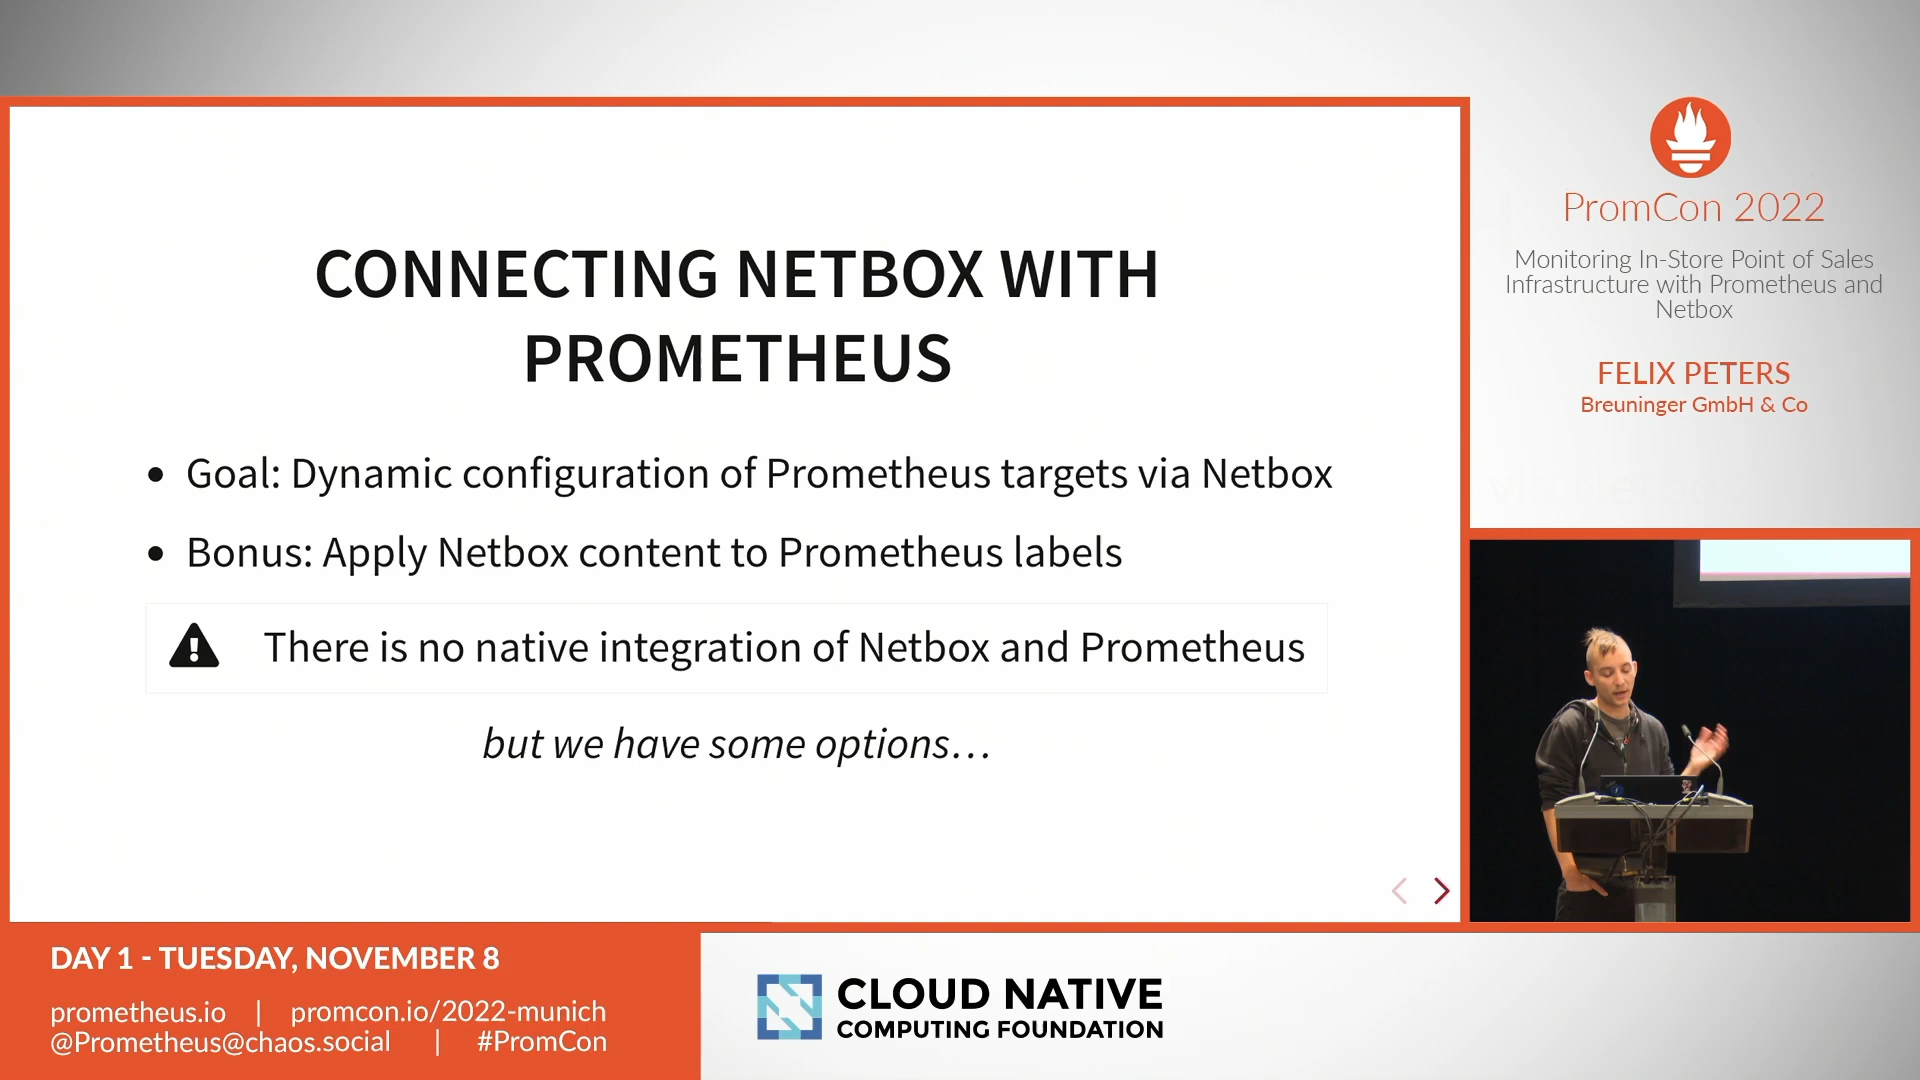 CONNECTING NETBOX WITH
PROMETHEUS
• Goal: Dynamic configuration of Prometheus targets via Netbox
• Bonus: Apply Netbox content to Prometheus labels
There is no native integration of Netbox and Prometheus
but we have some options…
PromCon 2022
Monitoring In-Store Point of Sales
Infrastructure with Prometheus and
Netbox
FELIX PETERS
Breuninger GmbH & Co
DAY 1 - TUESDAY, NOVEMBER 8
prometheus.io | promcon.io/2022-munich
@Prometheus@chaos.social | #PromCon
CLOUD NATIVE
COMPUTING FOUNDATION